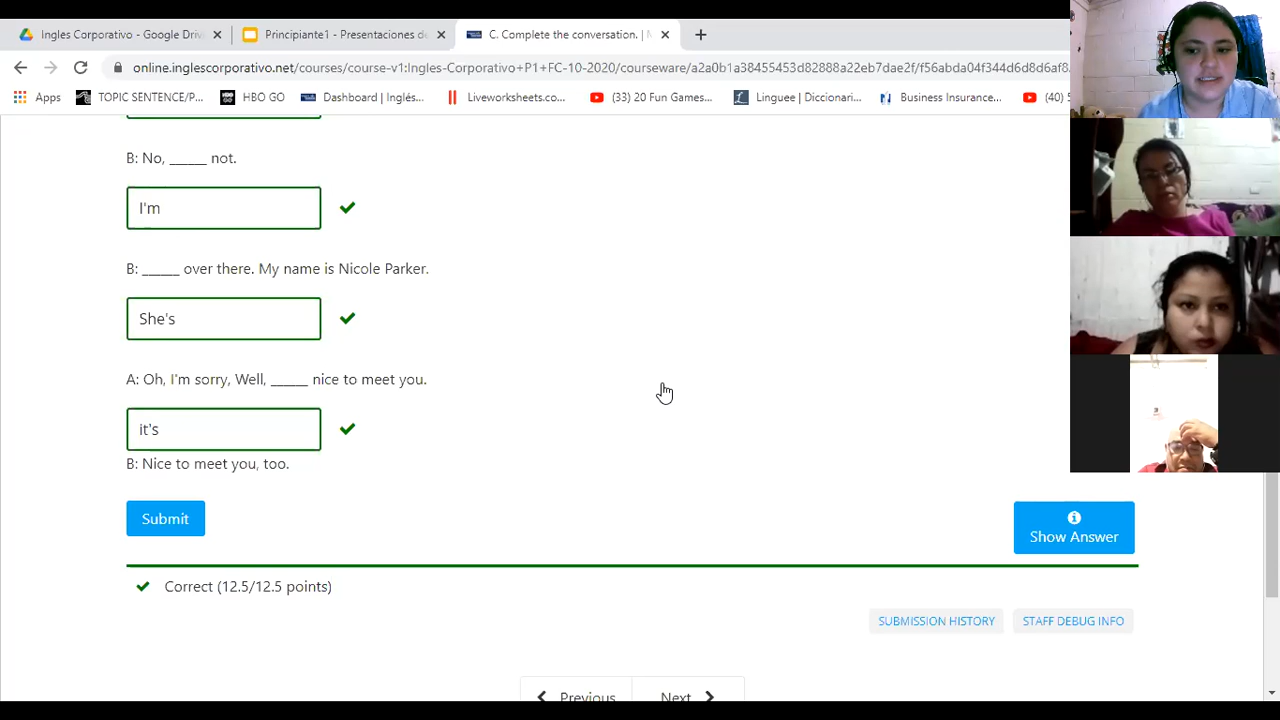 Ingles Corporativo - Google Driv
Principiante1 - Presentaciones de
C. Complete the conversation. | M
online.inglescorporativo.net/courses/course-v1:Ingles-Corporativo+P1+FC-10-2020/courseware/a2a0b1a38455453d82888a22eb7dae2f/f56abda04f344d6d8d6af8
Apps
TOPIC SENTENCE/P...
HBO GO
Dashboard | Inglés...
Liveworksheets.co...
(33) 20 Fun Games...
Linguee | Diccionari...
Business Insurance...
(40) 5
B: No, ______ not.
I'm
B: ______ over there. My name is Nicole Parker.
She's
A: Oh, I'm sorry, Well, ______ nice to meet you.
it's
B: Nice to meet you, too.
Submit
Show Answer
Correct (12.5/12.5 points)
SUBMISSION HISTORY
STAFF DEBUG INFO
Previous
Next